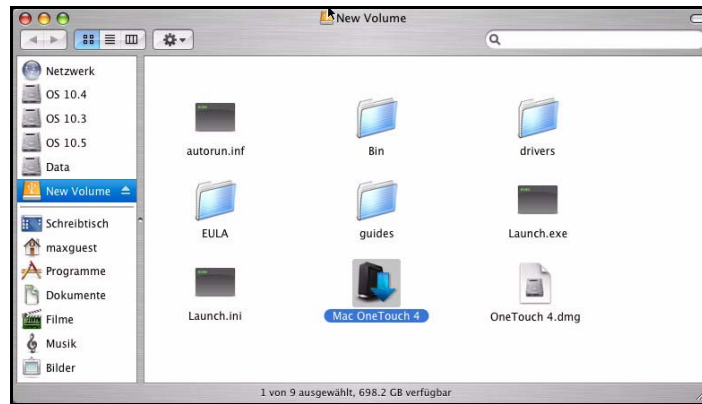 New Volume
Netzwerk
OS 10.4
OS 10.3
OS 10.5
Data
New Volume
Schreibtisch
maxguest
Programme
Dokumente
Filme
Musik
Bilder
autorun.inf
Bin
drivers
EULA
guides
Launch.exe
Launch.ini
Mac OneTouch 4
OneTouch 4.dmg
1 von 9 ausgewählt, 698.2 GB verfügbar